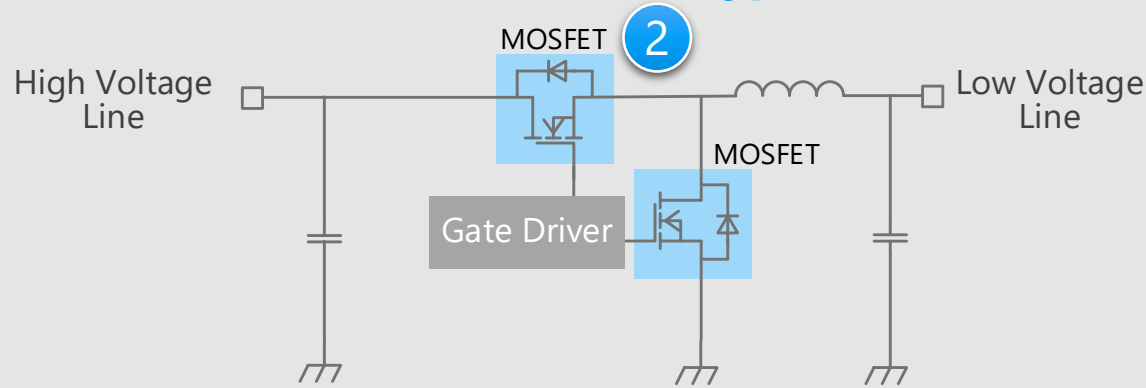 MOSFET
2
High Voltage
Line
Low Voltage
Line
MOSFET
Gate Driver